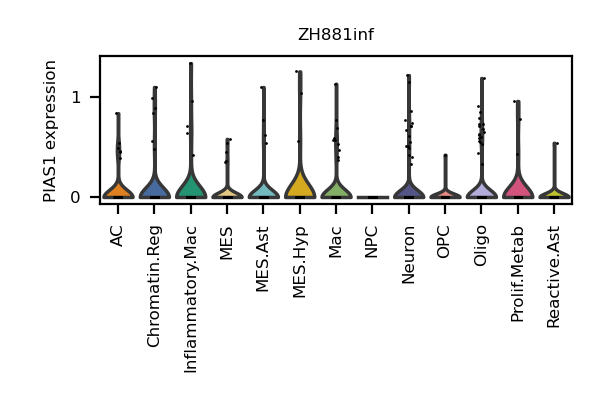 ZH881inf
PIAS1 expression
1
0
AC
Chromatin.Reg
Inflammatory.Mac
MES
MES.Ast
MES.Hyp
Mac
NPC
Neuron
OPC
Oligo
Prolif.Metab
Reactive.Ast